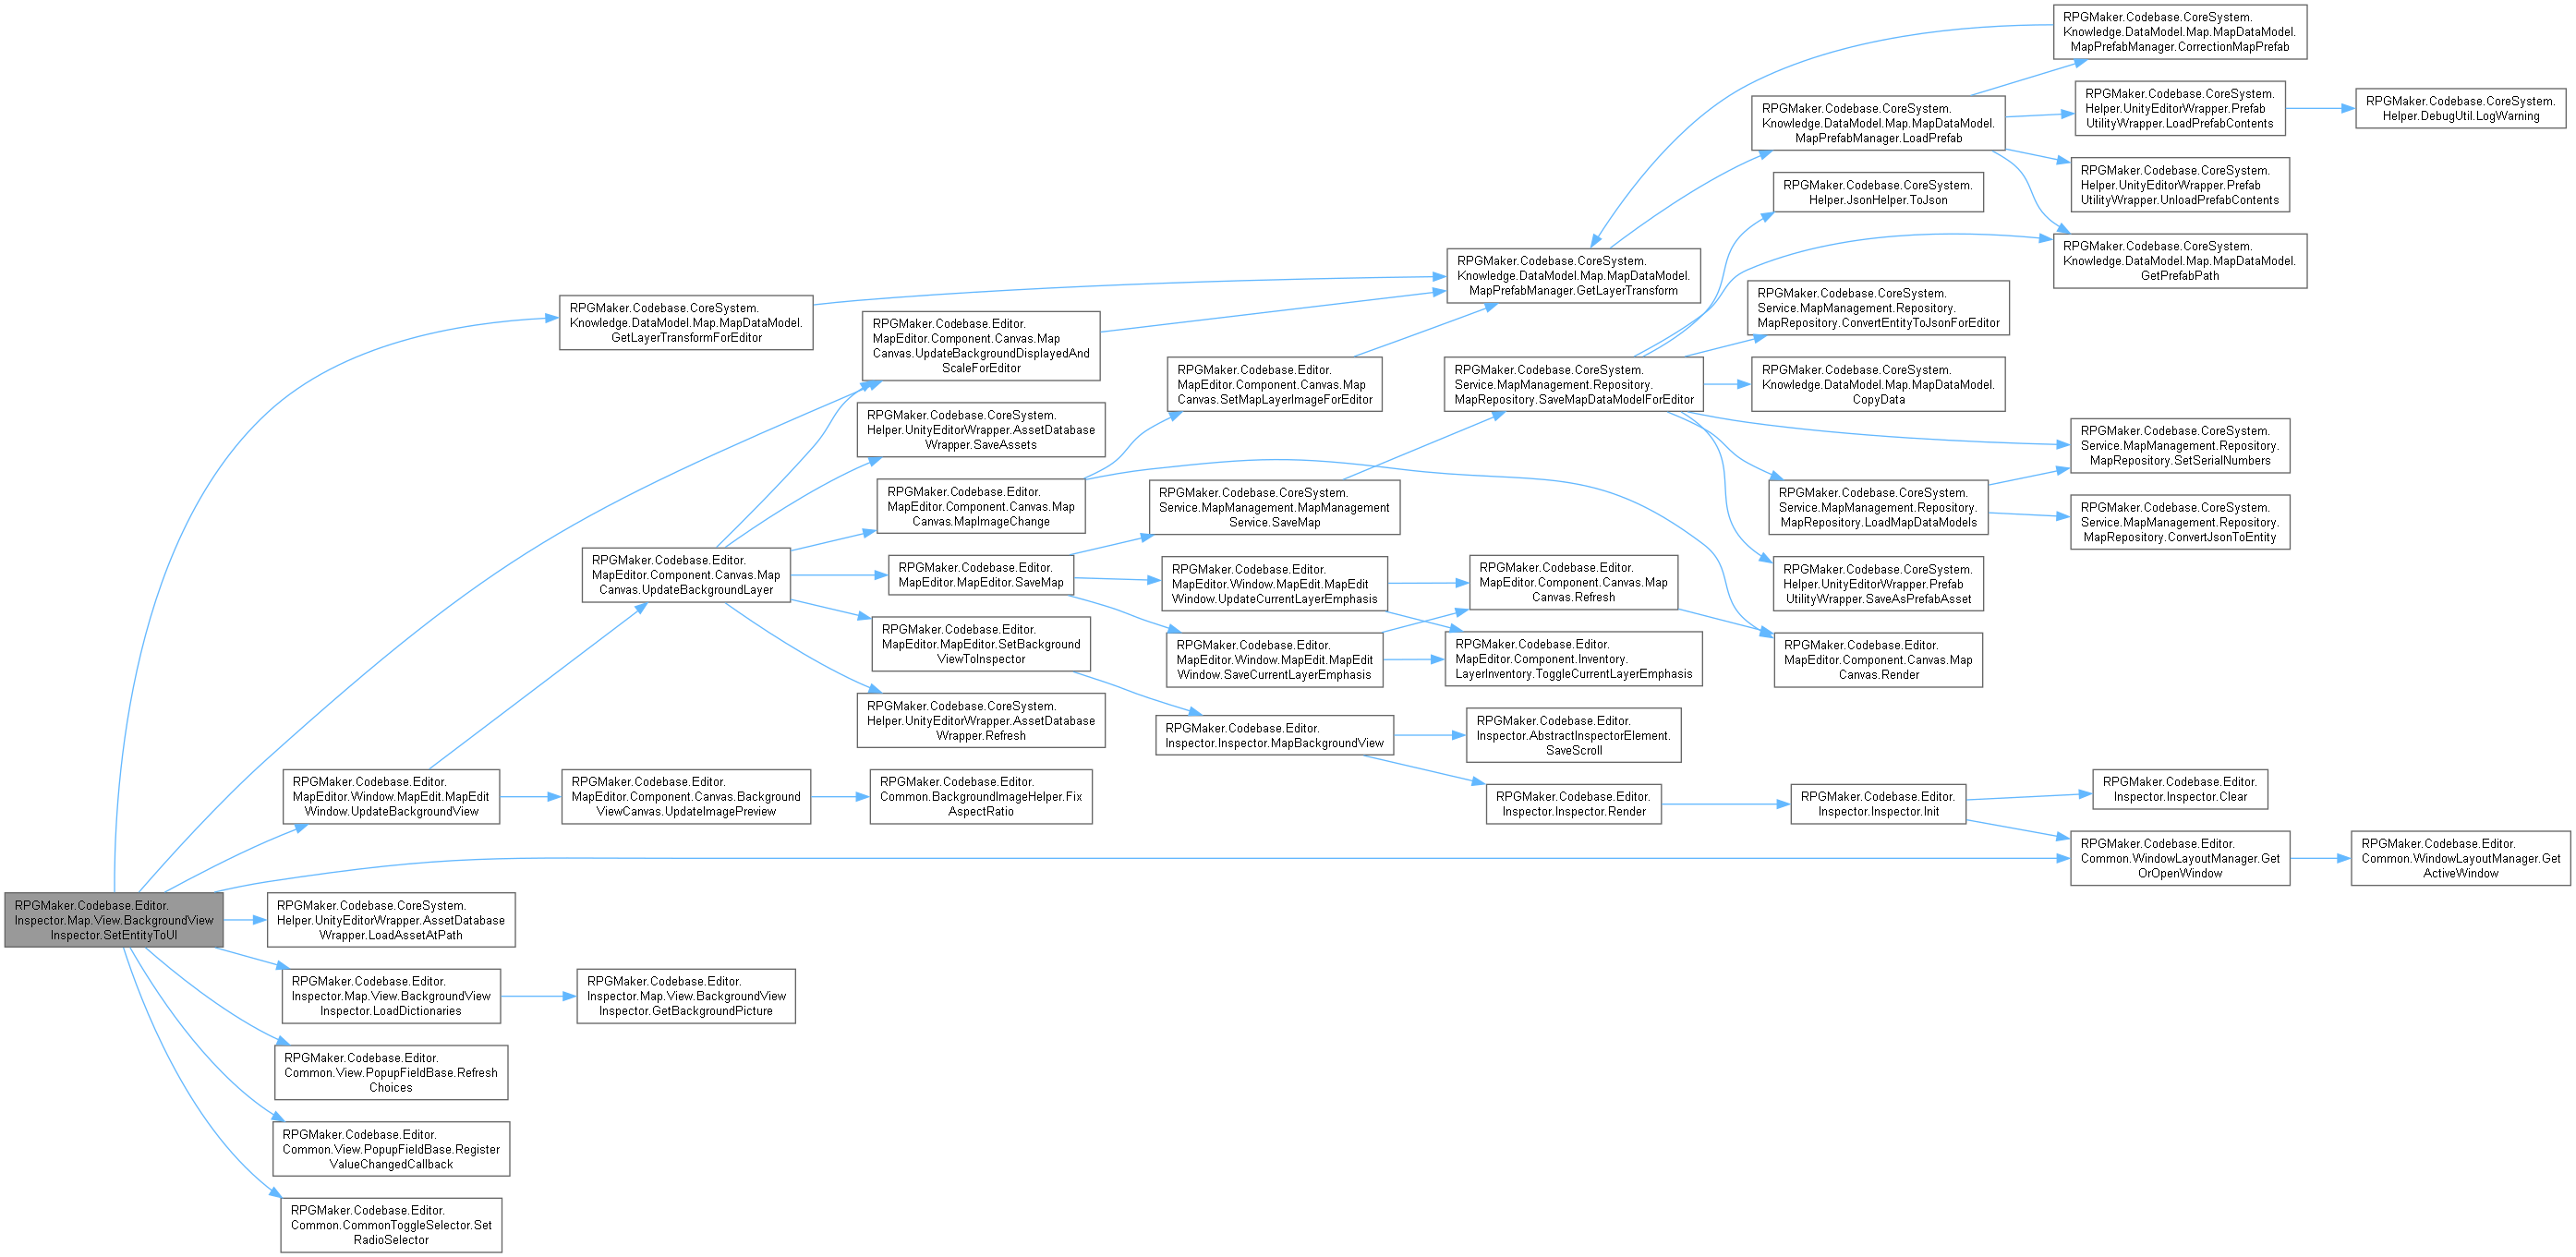 RPGMaker.Codebase.Editor.
Inspector.Map.View.BackgroundView
Inspector.SetEntityToUI
RPGMaker.Codebase.CoreSystem.
Knowledge.DataModel.Map.MapDataModel.
GetLayerTransformForEditor
RPGMaker.Codebase.CoreSystem.
Knowledge.DataModel.Map.MapDataModel.
MapPrefabManager.GetLayerTransform
RPGMaker.Codebase.CoreSystem.
Knowledge.DataModel.Map.MapDataModel.
MapPrefabManager.LoadPrefab
RPGMaker.Codebase.CoreSystem.
Knowledge.DataModel.Map.MapDataModel.
MapPrefabManager.CorrectionMapPrefab
RPGMaker.Codebase.CoreSystem.
Helper.UnityEditorWrapper.Prefab
UtilityWrapper.LoadPrefabContents
RPGMaker.Codebase.CoreSystem.
Helper.DebugUtil.LogWarning
RPGMaker.Codebase.CoreSystem.
Helper.UnityEditorWrapper.Prefab
UtilityWrapper.UnloadPrefabContents
RPGMaker.Codebase.CoreSystem.
Knowledge.DataModel.Map.MapDataModel.
GetPrefabPath
RPGMaker.Codebase.Editor.
MapEditor.Component.Canvas.Map
Canvas.UpdateBackgroundDisplayedAnd
ScaleForEditor
RPGMaker.Codebase.Editor.
MapEditor.Window.MapEdit.MapEdit
Window.UpdateBackgroundView
RPGMaker.Codebase.Editor.
MapEditor.Component.Canvas.Map
Canvas.UpdateBackgroundLayer
RPGMaker.Codebase.CoreSystem.
Helper.UnityEditorWrapper.AssetDatabase
Wrapper.SaveAssets
RPGMaker.Codebase.Editor.
MapEditor.Component.Canvas.Map
Canvas.MapImageChange
RPGMaker.Codebase.Editor.
MapEditor.Component.Canvas.Map
Canvas.SetMapLayerImageForEditor
RPGMaker.Codebase.Editor.
MapEditor.Component.Canvas.Map
Canvas.Render
RPGMaker.Codebase.Editor.
MapEditor.MapEditor.SaveMap
RPGMaker.Codebase.CoreSystem.
Service.MapManagement.MapManagement
Service.SaveMap
RPGMaker.Codebase.CoreSystem.
Service.MapManagement.Repository.
MapRepository.SaveMapDataModelForEditor
RPGMaker.Codebase.CoreSystem.
Helper.JsonHelper.ToJson
RPGMaker.Codebase.CoreSystem.
Service.MapManagement.Repository.
MapRepository.ConvertEntityToJsonForEditor
RPGMaker.Codebase.CoreSystem.
Knowledge.DataModel.Map.MapDataModel.
CopyData
RPGMaker.Codebase.CoreSystem.
Service.MapManagement.Repository.
MapRepository.SetSerialNumbers
RPGMaker.Codebase.CoreSystem.
Service.MapManagement.Repository.
MapRepository.LoadMapDataModels
RPGMaker.Codebase.CoreSystem.
Service.MapManagement.Repository.
MapRepository.ConvertJsonToEntity
RPGMaker.Codebase.CoreSystem.
Helper.UnityEditorWrapper.Prefab
UtilityWrapper.SaveAsPrefabAsset
RPGMaker.Codebase.Editor.
MapEditor.Window.MapEdit.MapEdit
Window.UpdateCurrentLayerEmphasis
RPGMaker.Codebase.Editor.
MapEditor.Component.Canvas.Map
Canvas.Refresh
RPGMaker.Codebase.Editor.
MapEditor.Window.MapEdit.MapEdit
Window.SaveCurrentLayerEmphasis
RPGMaker.Codebase.Editor.
MapEditor.Component.Inventory.
LayerInventory.ToggleCurrentLayerEmphasis
RPGMaker.Codebase.Editor.
MapEditor.MapEditor.SetBackground
ViewToInspector
RPGMaker.Codebase.Editor.
Inspector.Inspector.MapBackgroundView
RPGMaker.Codebase.Editor.
Inspector.AbstractInspectorElement.
SaveScroll
RPGMaker.Codebase.Editor.
Inspector.Inspector.Render
RPGMaker.Codebase.Editor.
Inspector.Inspector.Init
RPGMaker.Codebase.Editor.
Inspector.Inspector.Clear
RPGMaker.Codebase.Editor.
Common.WindowLayoutManager.Get
OrOpenWindow
RPGMaker.Codebase.Editor.
Common.WindowLayoutManager.Get
ActiveWindow
RPGMaker.Codebase.CoreSystem.
Helper.UnityEditorWrapper.AssetDatabase
Wrapper.Refresh
RPGMaker.Codebase.Editor.
MapEditor.Component.Canvas.Background
ViewCanvas.UpdateImagePreview
RPGMaker.Codebase.Editor.
Common.BackgroundImageHelper.Fix
AspectRatio
RPGMaker.Codebase.CoreSystem.
Helper.UnityEditorWrapper.AssetDatabase
Wrapper.LoadAssetAtPath
RPGMaker.Codebase.Editor.
Inspector.Map.View.BackgroundView
Inspector.LoadDictionaries
RPGMaker.Codebase.Editor.
Inspector.Map.View.BackgroundView
Inspector.GetBackgroundPicture
RPGMaker.Codebase.Editor.
Common.View.PopupFieldBase.Refresh
Choices
RPGMaker.Codebase.Editor.
Common.View.PopupFieldBase.Register
ValueChangedCallback
RPGMaker.Codebase.Editor.
Common.CommonToggleSelector.Set
RadioSelector